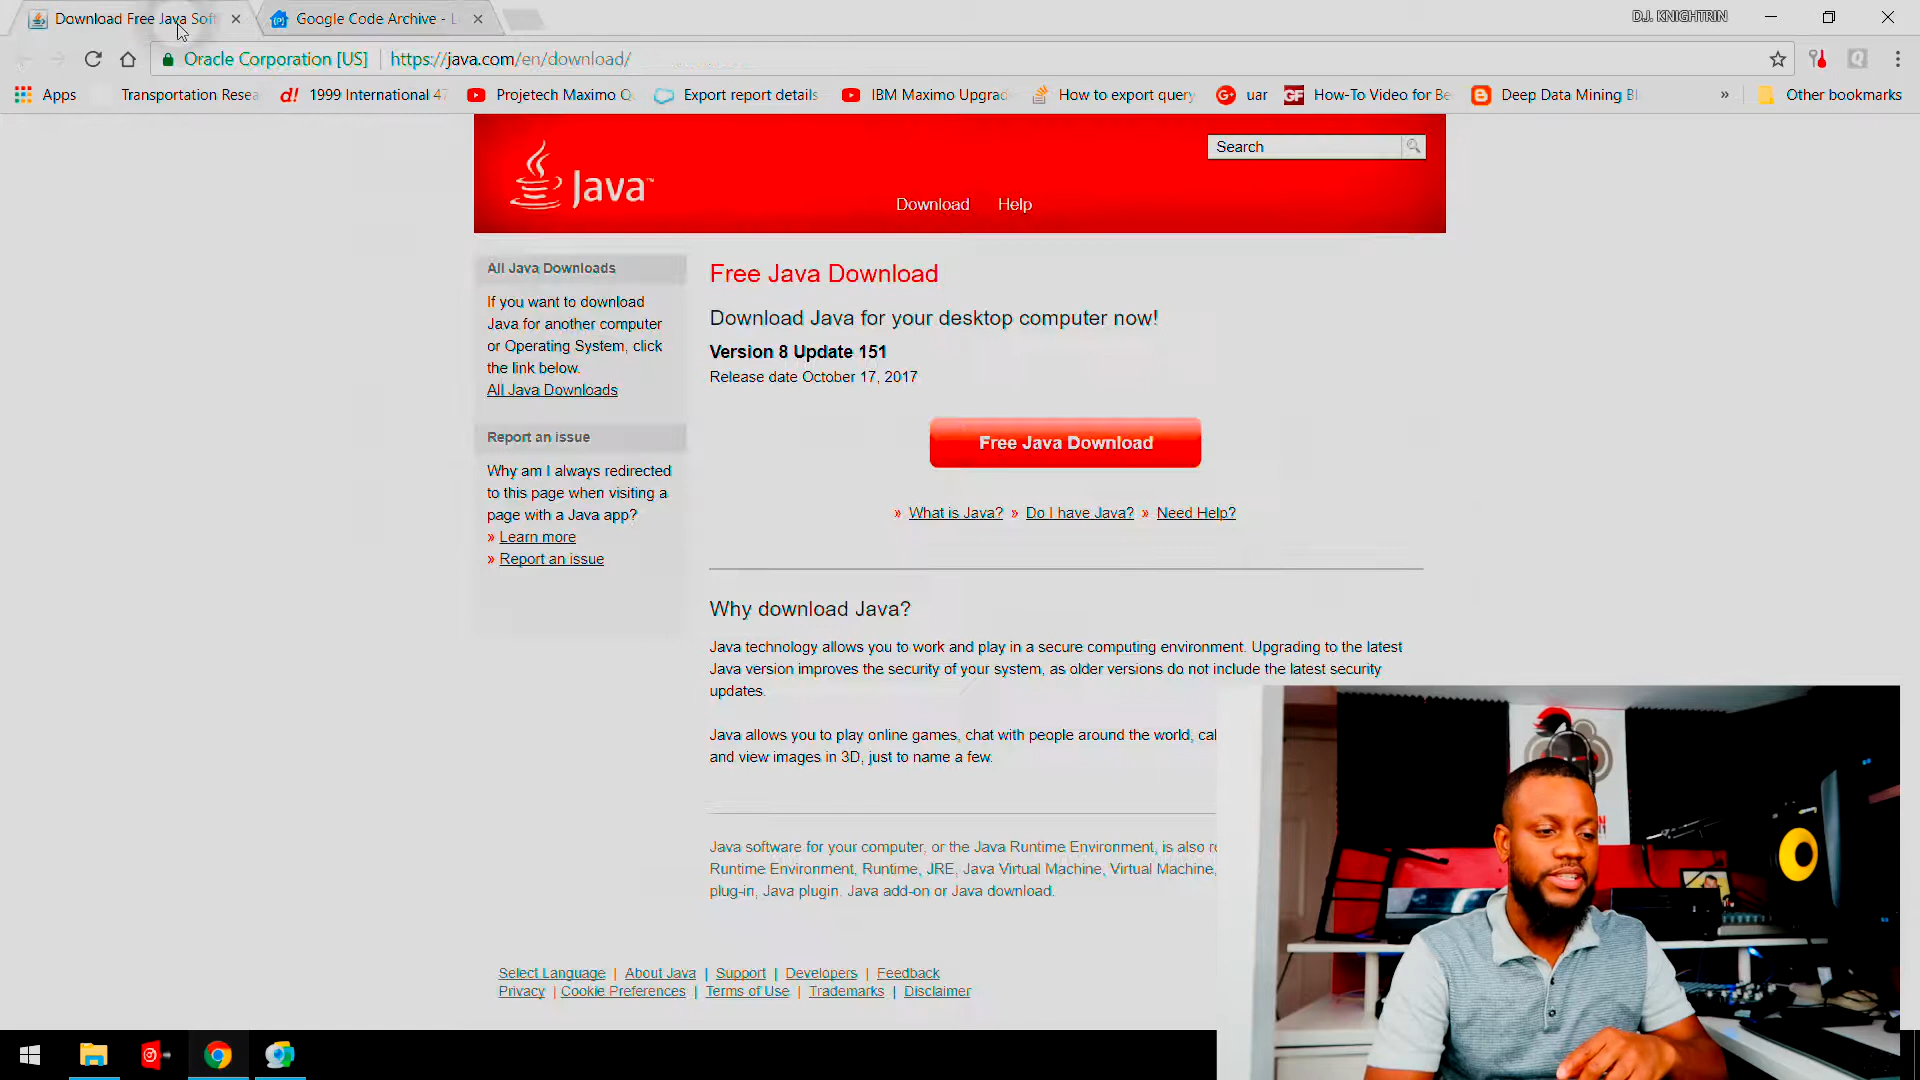 Download Free Java Soft
Google Code Archive - L
D.J. KNIGHTRIN
Oracle Corporation [US]
https://java.com/en/download/
Apps
Transportation Resea
d!
1999 International 47
Projetech Maximo Q
Export report details
IBM Maximo Upgrad
How to export query
G+
uar
GF
How-To Video for Be
Deep Data Mining Bl
»
Other bookmarks
Java™
Search
Download
Help
All Java Downloads
If you want to download
Java for another computer
or Operating System, click
the link below.
All Java Downloads
Report an issue
Why am I always redirected
to this page when visiting a
page with a Java app?
» Learn more
» Report an issue
Free Java Download
Download Java for your desktop computer now!
Version 8 Update 151
Release date October 17, 2017
Free Java Download
» What is Java? » Do I have Java? » Need Help?
Why download Java?
Java technology allows you to work and play in a secure computing environment. Upgrading to the latest
Java version improves the security of your system, as older versions do not include the latest security
updates.
Java allows you to play online games, chat with people around the world, cal
and view images in 3D, just to name a few.
Java software for your computer, or the Java Runtime Environment, is also re
Runtime Environment, Runtime, JRE, Java Virtual Machine, Virtual Machine,
plug-in, Java plugin, Java add-on or Java download.
Select Language | About Java | Support | Developers | Feedback
Privacy | Cookie Preferences | Terms of Use | Trademarks | Disclaimer